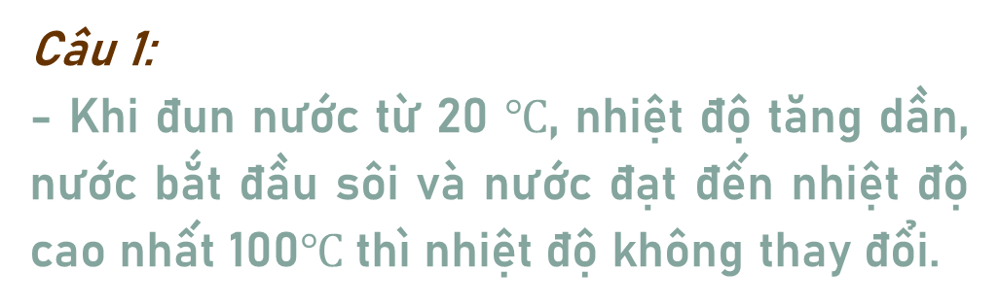 Câu 1:
- Khi đun nước từ 20 ℃, nhiệt độ tăng dần,
nước bắt đầu sôi và nước đạt đến nhiệt độ
cao nhất 100℃ thì nhiệt độ không thay đổi.